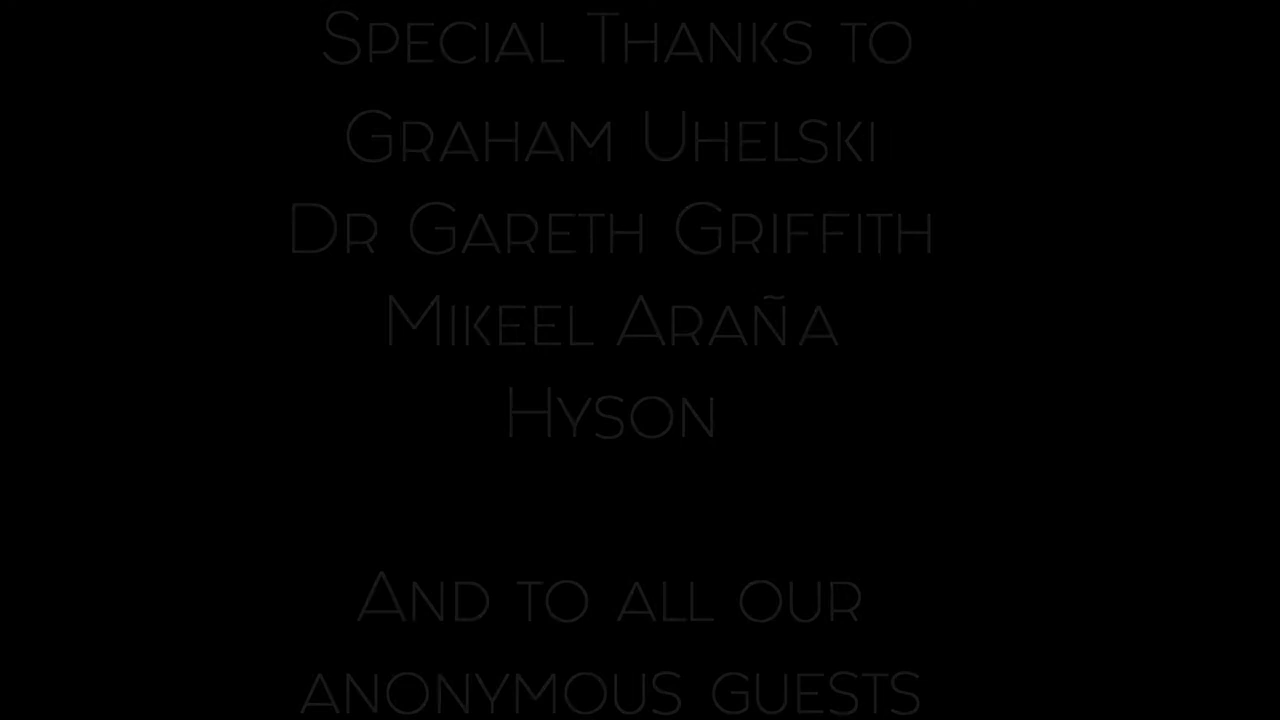 Special Thanks to
Graham Uhelski
Dr Gareth Griffith
Mikeel Araña
Hyson
And to all our
anonymous guests